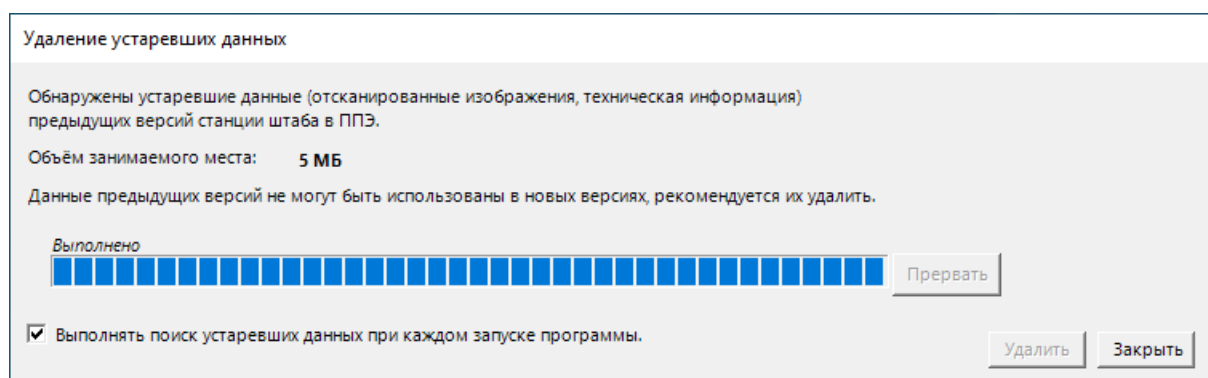 Удаление устаревших данных
Обнаружены устаревшие данные (отсканированные изображения, техническая информация)
предыдущих версий станции штаба в ППЭ.
Объём занимаемого места: 5 МБ
Данные предыдущих версий не могут быть использованы в новых версиях, рекомендуется их удалить.
Выполнено
Прервать
Выполнять поиск устаревших данных при каждом запуске программы.
Удалить Закрыть